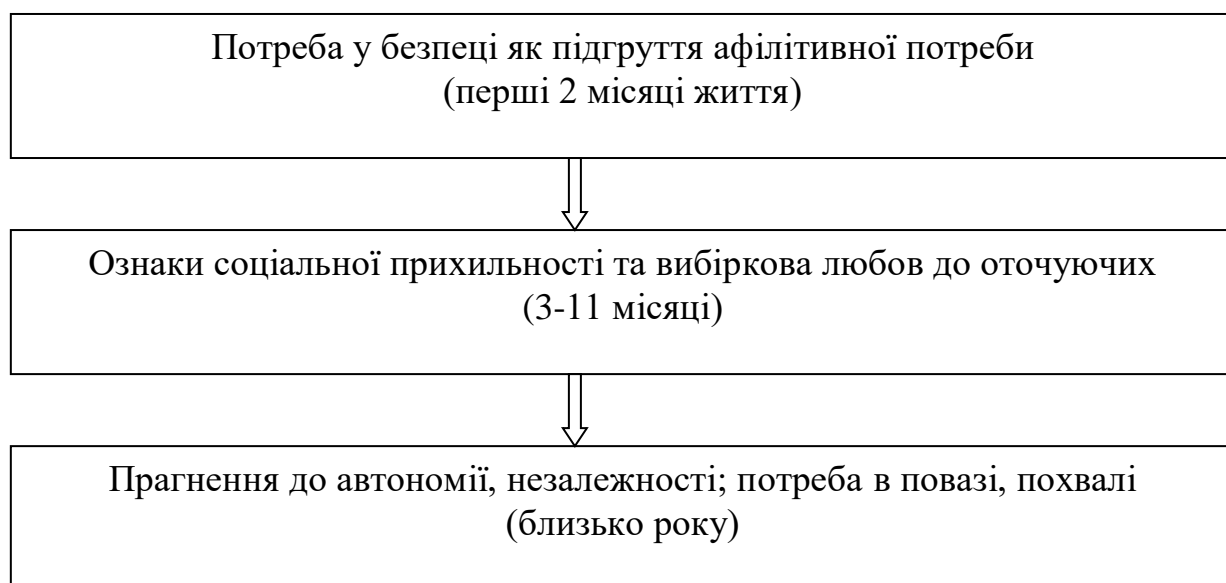 Потреба у безпеці як підгруття афілітивної потреби
(перші 2 місяці життя)
Ознаки соціальної прихильності та вибіркова любов до оточуючих
(3-11 місяці)
Прагнення до автономії, незалежності; потреба в повазі, похвалі
(близько року)